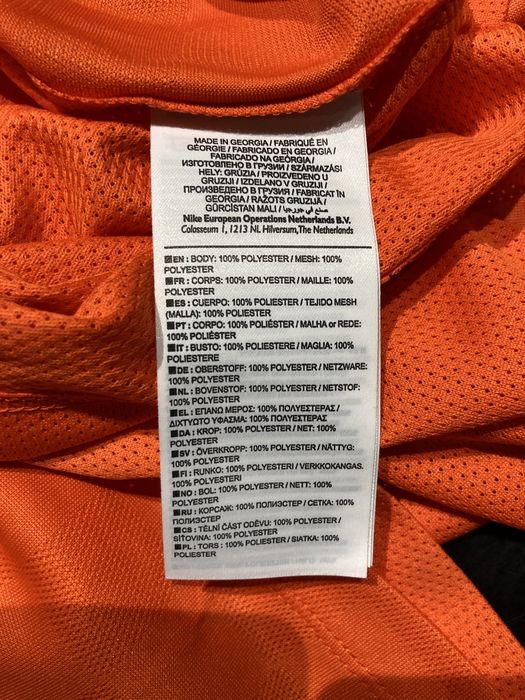 MADE IN GEORGIA / FABRIQUÉ EN
GÉORGIE / FABRICADO EN GEORGIA /
FABRICADO NA GEÓRGIA /
ИЗГОТОВЛЕНО В ГРУЗИИ / SZÁRMAZÁSI
HELY: GRÚZIA / PROIZVEDENO U
GRUZIJI / IZDELANO V GRUZIJI /
ПРОИЗВЕДЕНО В ГРУЗИЯ / FABRICAT ÎN
GEORGIA / RAŽOTS GRUZIJĀ /
GÜRCİSTAN MALI / صنع في جورجيا
Nike European Operations Netherlands B.V.
Colosseum 1, 1213 NL Hilversum, The Netherlands
EN : BODY: 100% POLYESTER / MESH: 100%
POLYESTER
FR : CORPS: 100% POLYESTER / MAILLE: 100%
POLYESTER
ES : CUERPO: 100% POLIESTER / TEJIDO MESH
(MALLA): 100% POLIESTER
PT : CORPO: 100% POLIÉSTER / MALHA or REDE:
100% POLIÉSTER
IT : BUSTO: 100% POLIESTERE / MAGLIA: 100%
POLIESTERE
DE : OBERSTOFF: 100% POLYESTER / NETZWARE:
100% POLYESTER
NL : BOVENSTOF: 100% POLYESTER / NETSTOF:
100% POLYESTER
EL : ΕΠΑΝΩ ΜΕΡΟΣ: 100% ΠΟΛΥΕΣΤΕΡΑΣ /
ΔΙΧΤΥΩΤΟ ΥΦΑΣΜΑ: 100% ΠΟΛΥΕΣΤΕΡΑΣ
DA : KROP: 100% POLYESTER / NET: 100%
POLYESTER
SV : ÖVERKROPP: 100% POLYESTER / NÄTTYG:
100% POLYESTER
FI : RUNKO: 100% POLYESTERI / VERKKOKANGAS.
100% POLYESTERI
NO : BOL: 100% POLYESTER / NETT: 100%
POLYESTER
RU : КОРСАЖ: 100% ПОЛИЭСТЕР / СЕТКА: 100%
ПОЛИЭСТЕР
CS : TĚLNÍ ČÁST ODĚVU: 100% POLYESTER /
SÍŤOVINA: 100% POLYESTER
PL : TORS : 100% POLIESTER / SIATKA: 100%
POLIESTER